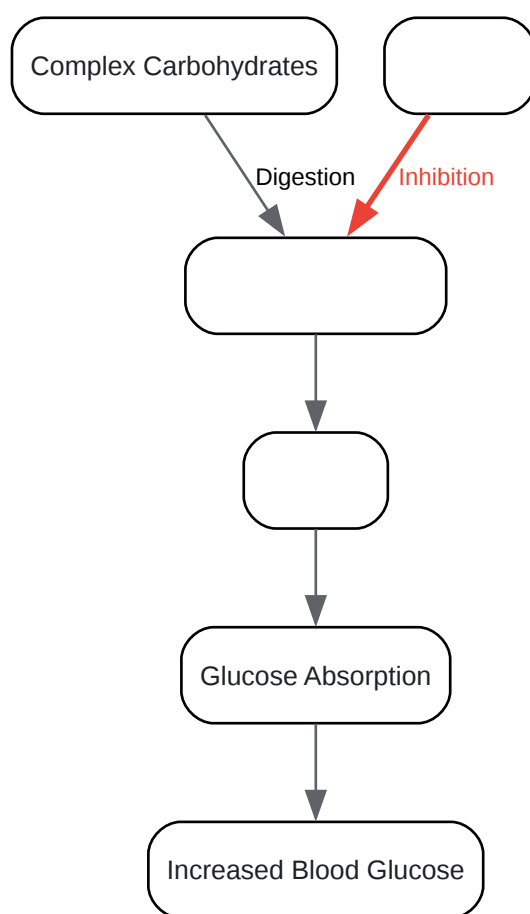 Complex Carbohydrates
Digestion
Inhibition
Glucose Absorption
Increased Blood Glucose